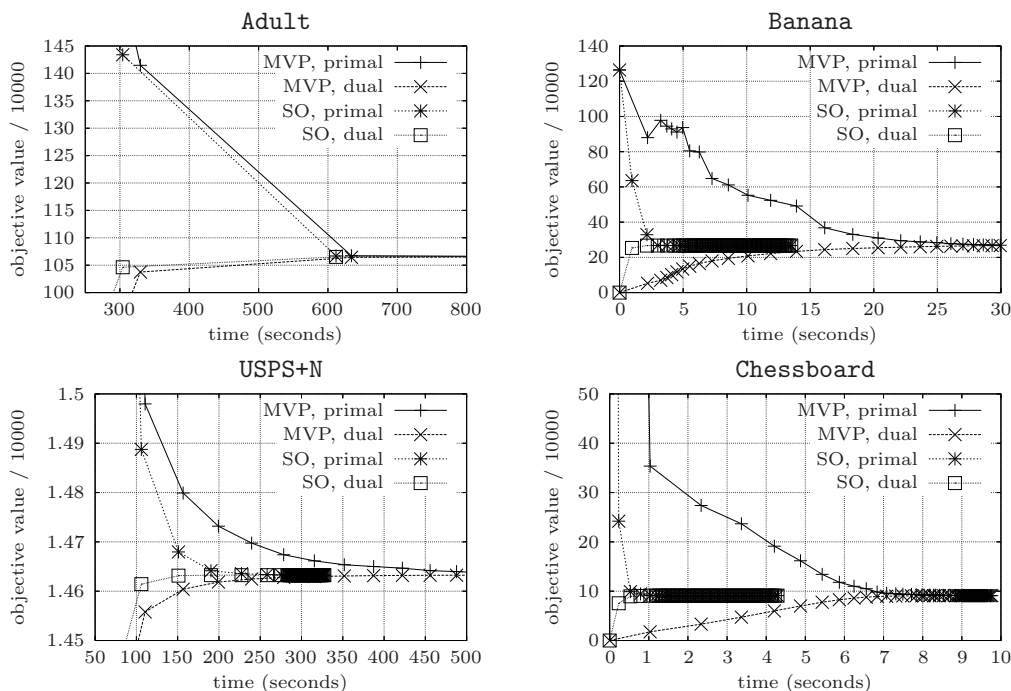 Adult
objective value / 10000
145
140
135
130
125
120
115
110
105
100
MVP, primal
MVP, dual
SO, primal
SO, dual
300 400 500 600 700 800
time (seconds)
Banana
objective value / 10000
140
120
100
80
60
40
20
0
MVP, primal
MVP, dual
SO, primal
SO, dual
0 5 10 15 20 25 30
time (seconds)
USPS+N
objective value / 10000
1.5
1.49
1.48
1.47
1.46
1.45
MVP, primal
MVP, dual
SO, primal
SO, dual
50 100 150 200 250 300 350 400 450 500
time (seconds)
Chessboard
objective value / 10000
50
40
30
20
10
0
MVP, primal
MVP, dual
SO, primal
SO, dual
0 1 2 3 4 5 6 7 8 9 10
time (seconds)